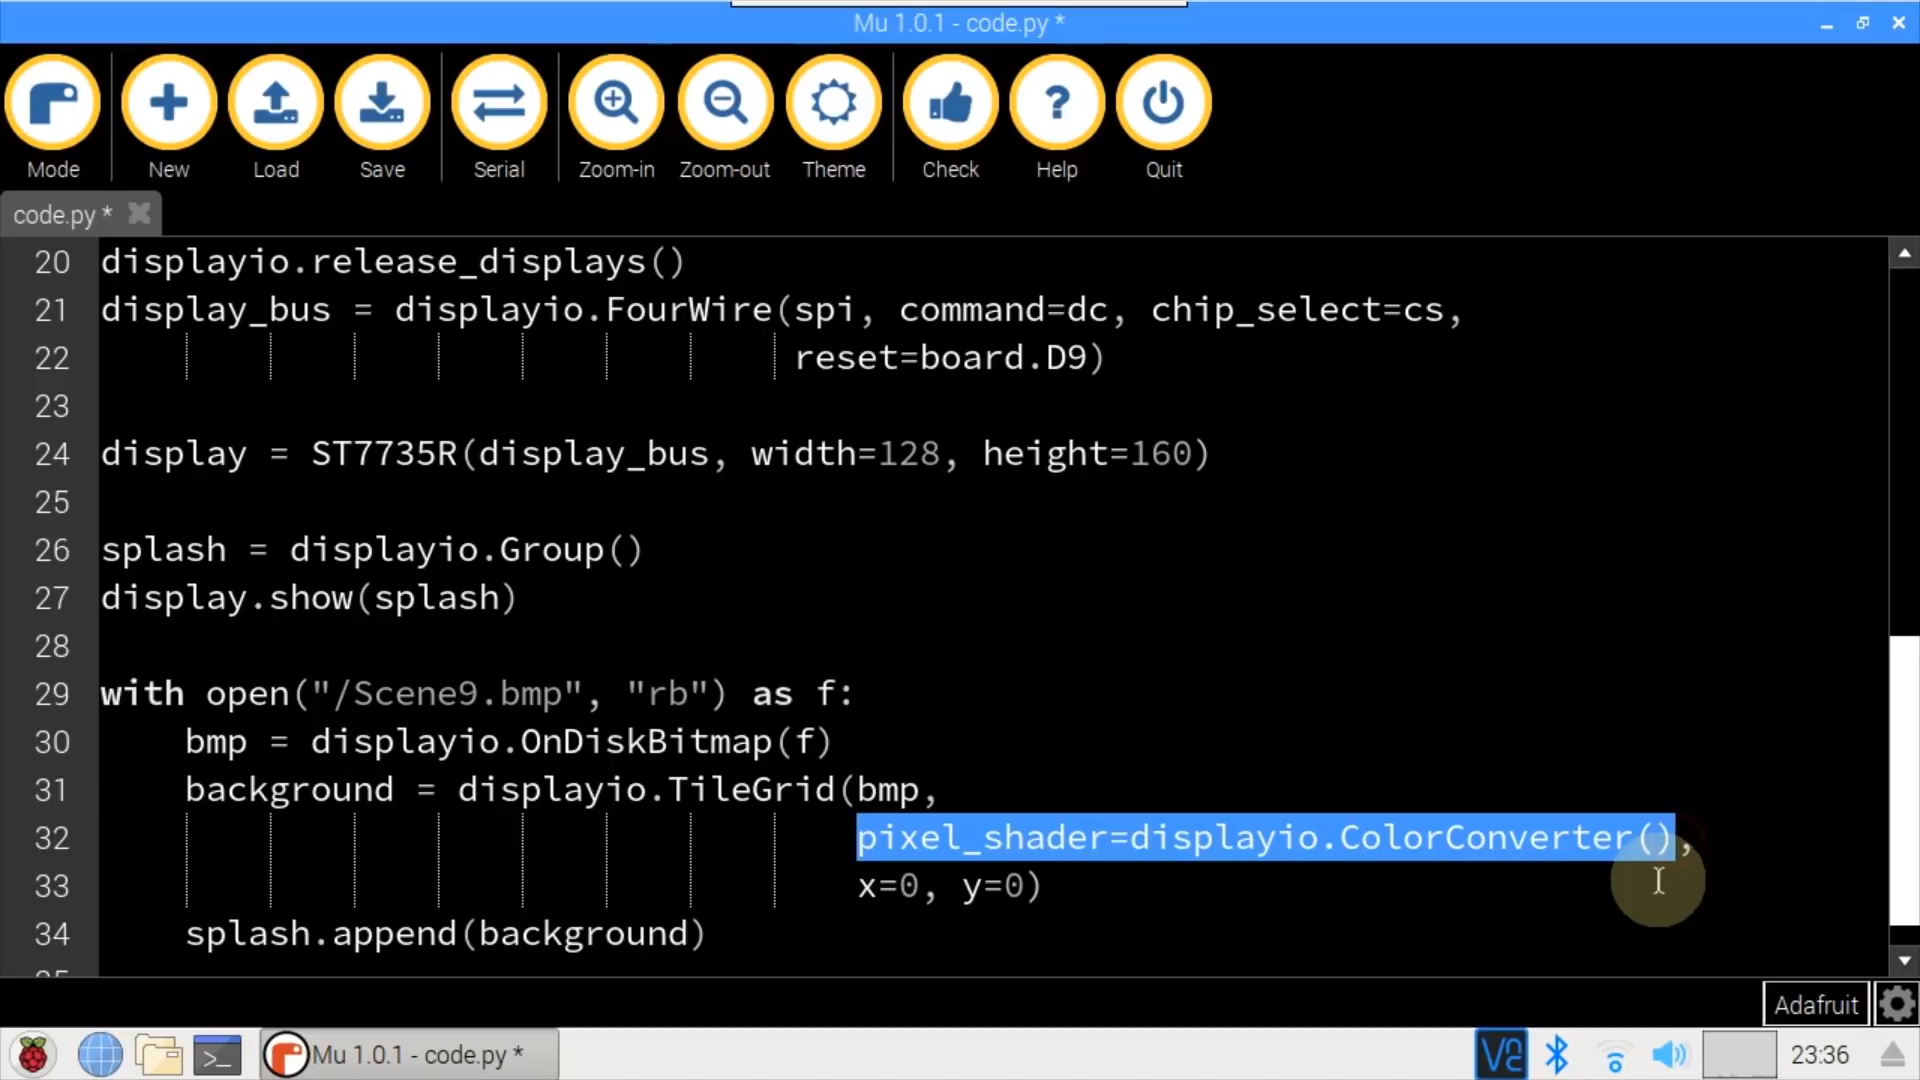 Mu 1.0.1 - code.py *
Mode New Load Save Serial Zoom-in Zoom-out Theme Check Help Quit
code.py *
20 displayio.release_displays()
21 display_bus = displayio.FourWire(spi, command=dc, chip_select=cs,
22 reset=board.D9)
23
24 display = ST7735R(display_bus, width=128, height=160)
25
26 splash = displayio.Group()
27 display.show(splash)
28
29 with open("/Scene9.bmp", "rb") as f:
30 bmp = displayio.OnDiskBitmap(f)
31 background = displayio.TileGrid(bmp,
32 pixel_shader=displayio.ColorConverter(),
33 x=0, y=0)
34 splash.append(background)
Adafruit
Mu 1.0.1 - code.py *
23:36